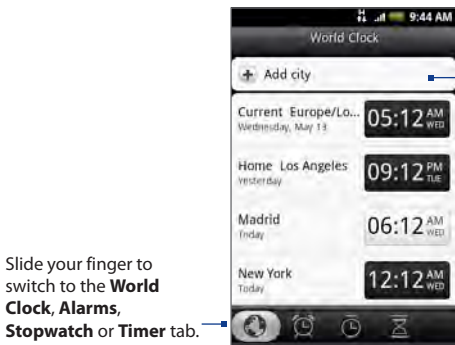 H 9:44 AM
World Clock
Add city
Current Europe/Lo...
Wednesday, May 13
05:12 AM WED
Home Los Angeles
Yesterday
09:12 PM TUE
Madrid
Today
06:12 AM WED
New York
Today
12:12 AM WED
Slide your finger to
switch to the World
Clock, Alarms,
Stopwatch or Timer tab.